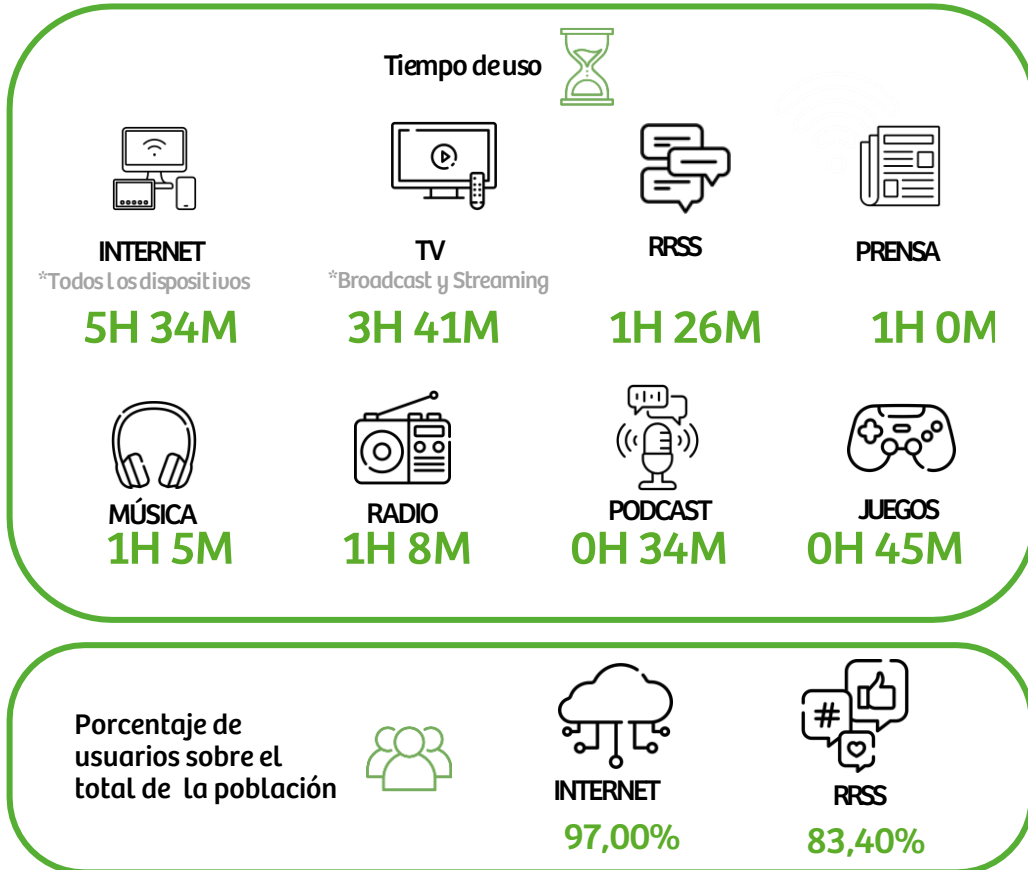 Tiempo de uso
INTERNET
*Todos Los dispositivos
5H 34M
TV
*Broadcast y Streaming
3H 41M
RRSS
1H 26M
PRENSA
1H 0M
MÚSICA
1H 5M
RADIO
1H 8M
PODCAST
0H 34M
JUEGOS
0H 45M
Porcentaje de
usuarios sobre el
total de la población
INTERNET
97,00%
#
RRSS
83,40%